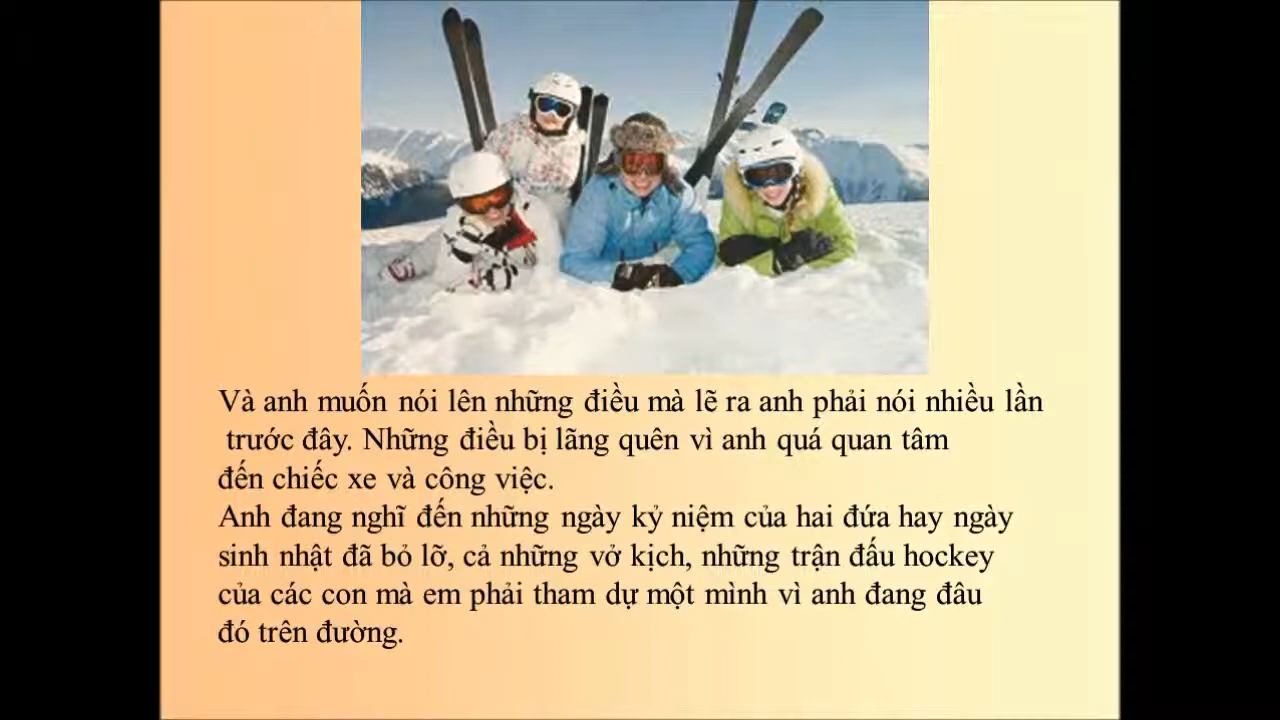 Và anh muốn nói lên những điều mà lẽ ra anh phải nói nhiều lần
trước đây. Những điều bị lãng quên vì anh quá quan tâm
đến chiếc xe và công việc.
Anh đang nghĩ đến những ngày kỷ niệm của hai đứa hay ngày
sinh nhật đã bỏ lỡ, cả những vở kịch, những trận đấu hockey
của các con mà em phải tham dự một mình vì anh đang đâu
đó trên đường.